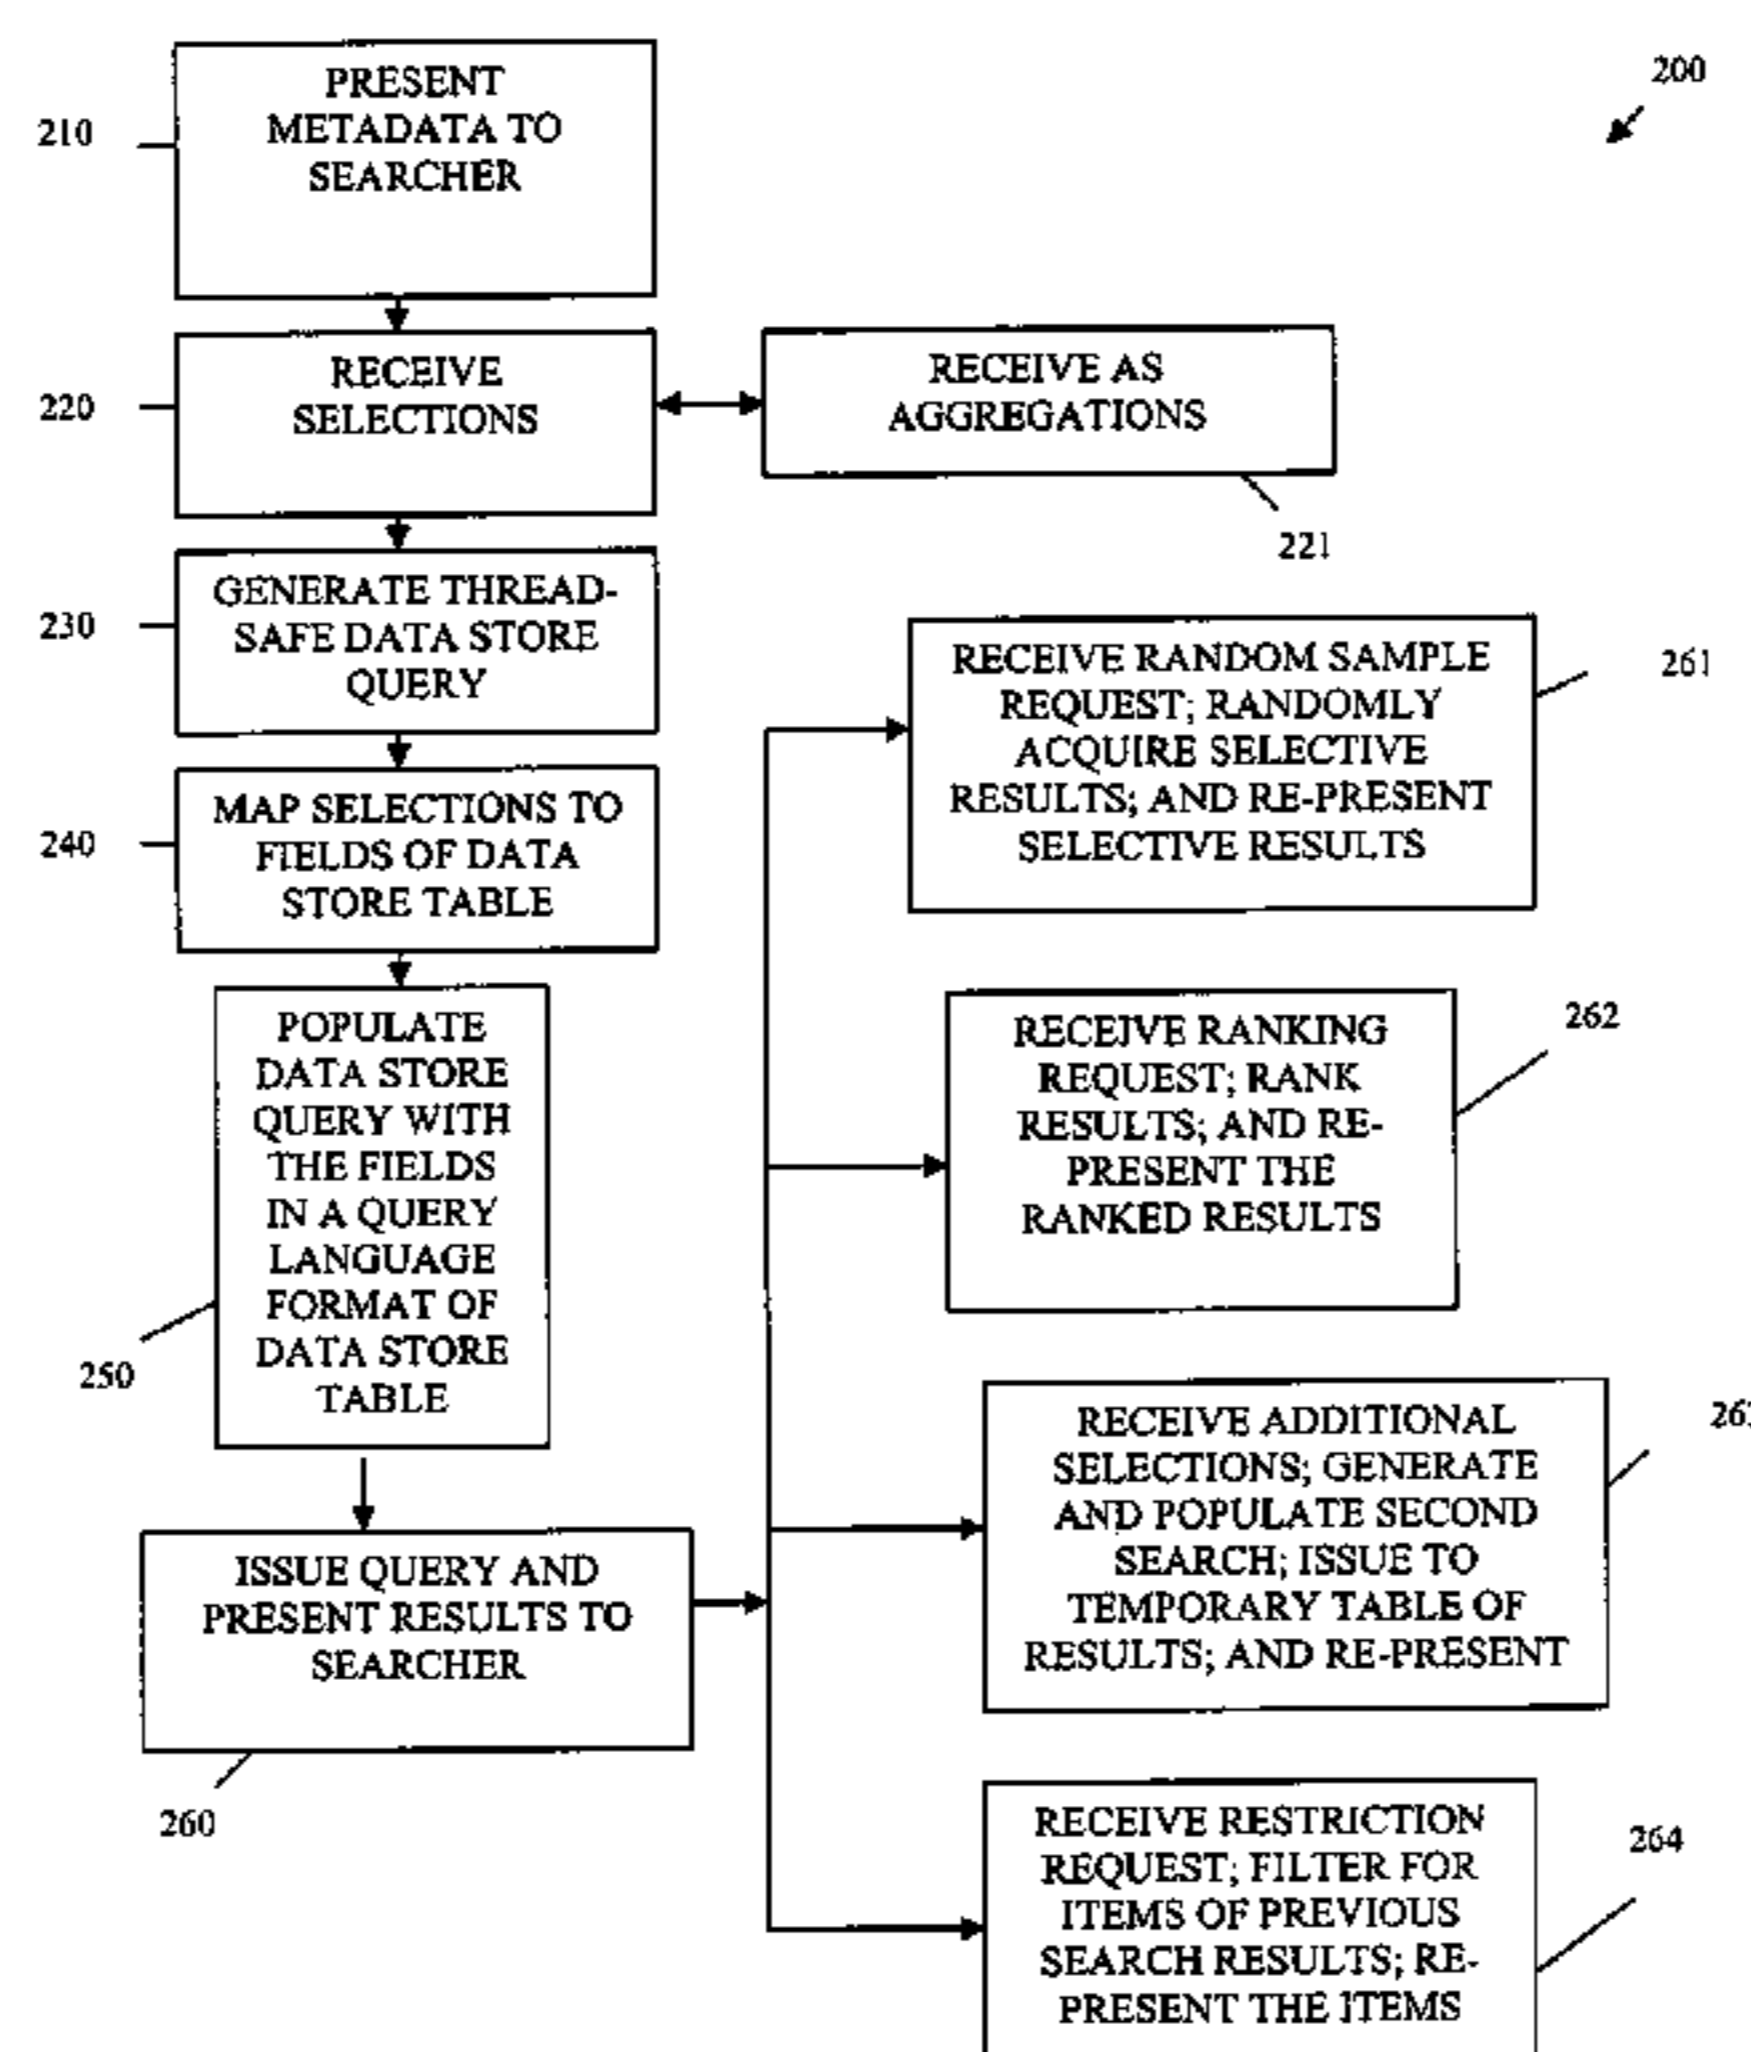 200
210
PRESENT
METADATA TO
SEARCHER
220
RECEIVE
SELECTIONS
RECEIVE AS
AGGREGATIONS
221
230
GENERATE THREAD-
SAFE DATA STORE
QUERY
240
MAP SELECTIONS TO
FIELDS OF DATA
STORE TABLE
POPULATE
DATA STORE
QUERY WITH
THE FIELDS
IN A QUERY
LANGUAGE
FORMAT OF
DATA STORE
TABLE
250
ISSUE QUERY AND
PRESENT RESULTS TO
SEARCHER
260
RECEIVE RANDOM SAMPLE
REQUEST; RANDOMLY
ACQUIRE SELECTIVE
RESULTS; AND RE-PRESENT
SELECTIVE RESULTS
261
RECEIVE RANKING
REQUEST; RANK
RESULTS; AND RE-
PRESENT THE
RANKED RESULTS
262
RECEIVE ADDITIONAL
SELECTIONS; GENERATE
AND POPULATE SECOND
SEARCH; ISSUE TO
TEMPORARY TABLE OF
RESULTS; AND RE-PRESENT
RECEIVE RESTRICTION
REQUEST; FILTER FOR
ITEMS OF PREVIOUS
SEARCH RESULTS; RE-
PRESENT THE ITEMS
264